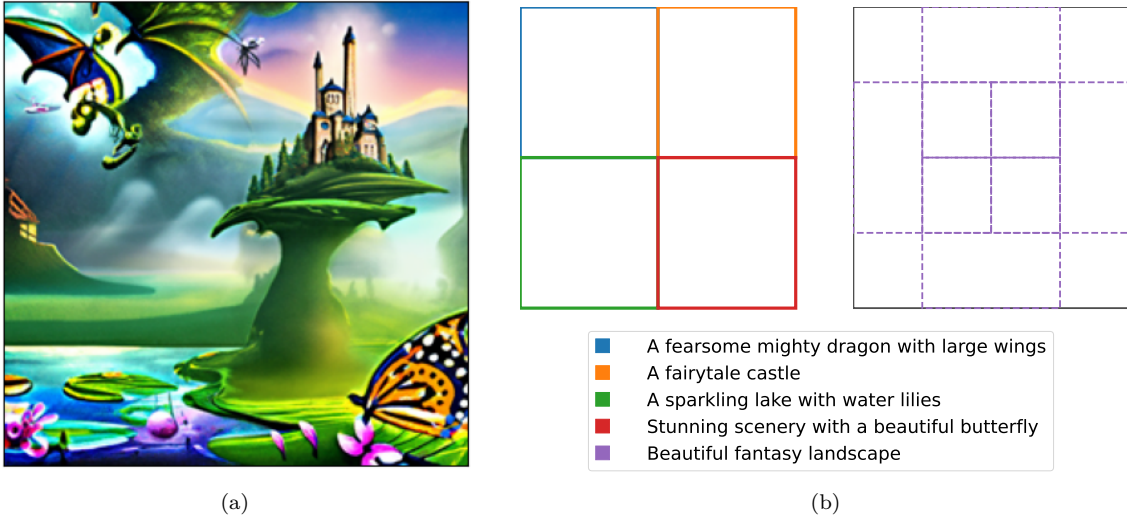 A fearsome mighty dragon with large wings
A fairytale castle
A sparkling lake with water lilies
Stunning scenery with a beautiful butterfly
Beautiful fantasy landscape
(a)
(b)